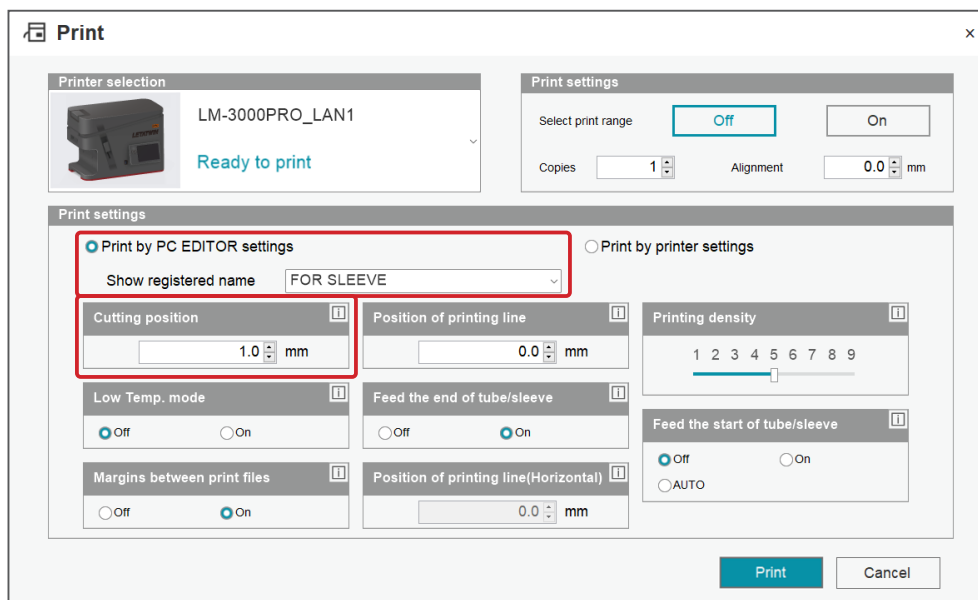 Print
×
Printer selection
LM-3000PRO_LAN1
Ready to print
Print settings
Select print range Off On
Copies 1 Alignment 0.0 mm
Print settings
Print by PC EDITOR settings Print by printer settings
Show registered name FOR SLEEVE
Cutting position
1.0 mm
Position of printing line
0.0 mm
Printing density
1 2 3 4 5 6 7 8 9
Low Temp. mode
Off On
Feed the end of tube/sleeve
Off On
Feed the start of tube/sleeve
Off On
AUTO
Margins between print files
Off On
Position of printing line(Horizontal)
0.0 mm
Print Cancel